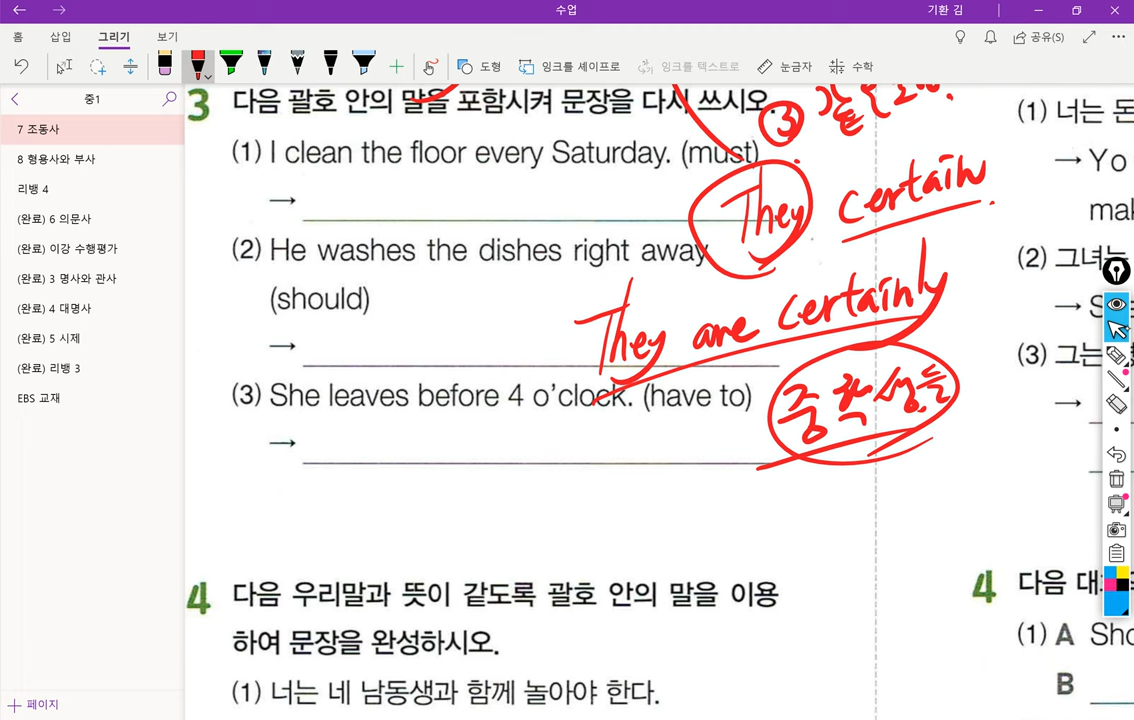 수업
기환 김
홈 삽입 그리기 보기
공유(S)
도형 잉크를 셰이프로 잉크를 텍스트로 눈금자 수학
중1
7 조동사
8 형용사와 부사
리뱅 4
(완료) 6 의문사
(완료) 이강 수행평가
(완료) 3 명사와 관사
(완료) 4 대명사
(완료) 5 시제
(완료) 리뱅 3
EBS 교재
페이지
3 다음 괄호 안의 말을 포함시켜 문장을 다시 쓰시오.
(1) I clean the floor every Saturday. (must)
→
(2) He washes the dishes right away
(should)
→
(3) She leaves before 4 o'clock. (have to)
→
4 다음 우리말과 뜻이 같도록 괄호 안의 말을 이용
하여 문장을 완성하시오.
(1) 너는 네 남동생과 함께 놀아야 한다.
③
They certain
They are certainly
중학생들
(1) 너는 돈
→ Yo
mak
(2) 그녀는
→ S
(3) 그는
→
4 다음 대
(1) A Sho
B